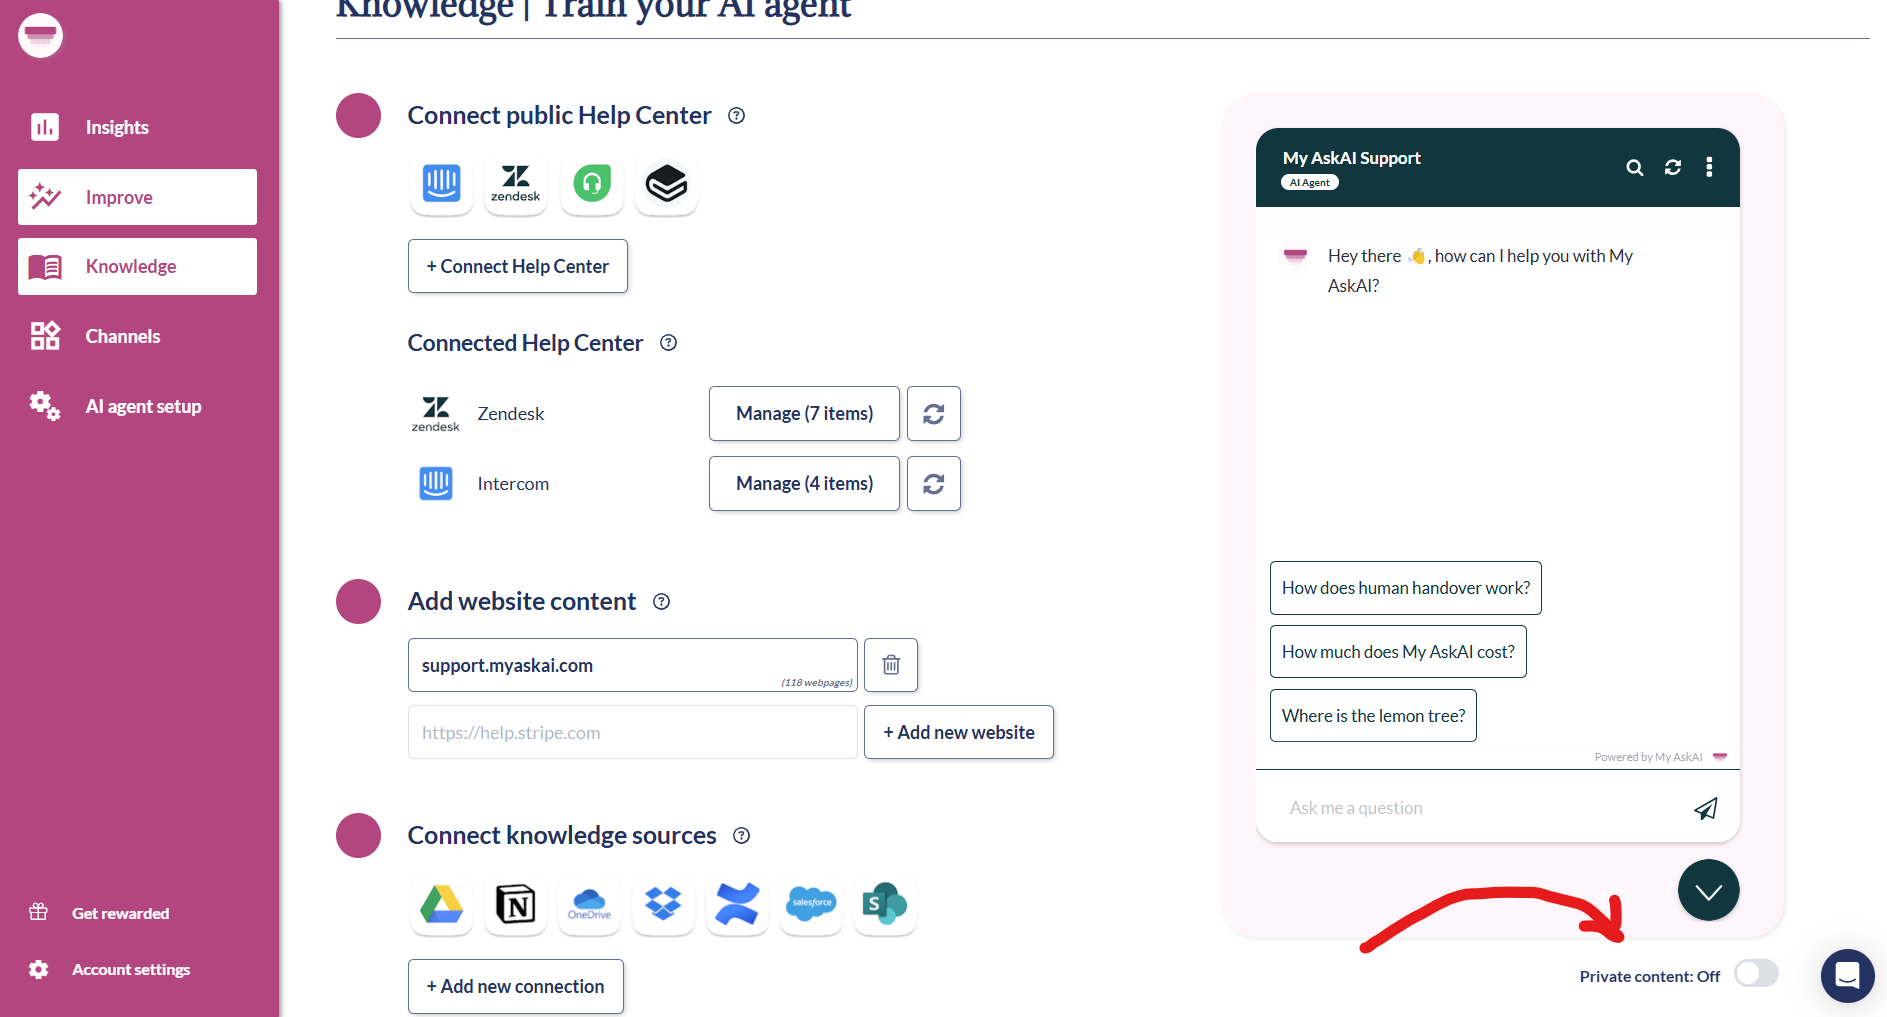 Knowledge | Train your AI agent
Insights
Improve
Knowledge
Channels
AI agent setup
Get rewarded
Account settings
Connect public Help Center ?
zendesk
+ Connect Help Center
Connected Help Center ?
zendesk Zendesk Manage (7 items)
Intercom Manage (4 items)
Add website content ?
support.myaskai.com
(118 webpages)
https://help.stripe.com + Add new website
Connect knowledge sources ?
N OneDrive salesforce S
+ Add new connection
My AskAI Support
AI Agent
Hey there 👋, how can I help you with My
AskAI?
How does human handover work?
How much does My AskAI cost?
Where is the lemon tree?
Powered by My AskAI
Ask me a question
Private content: Off